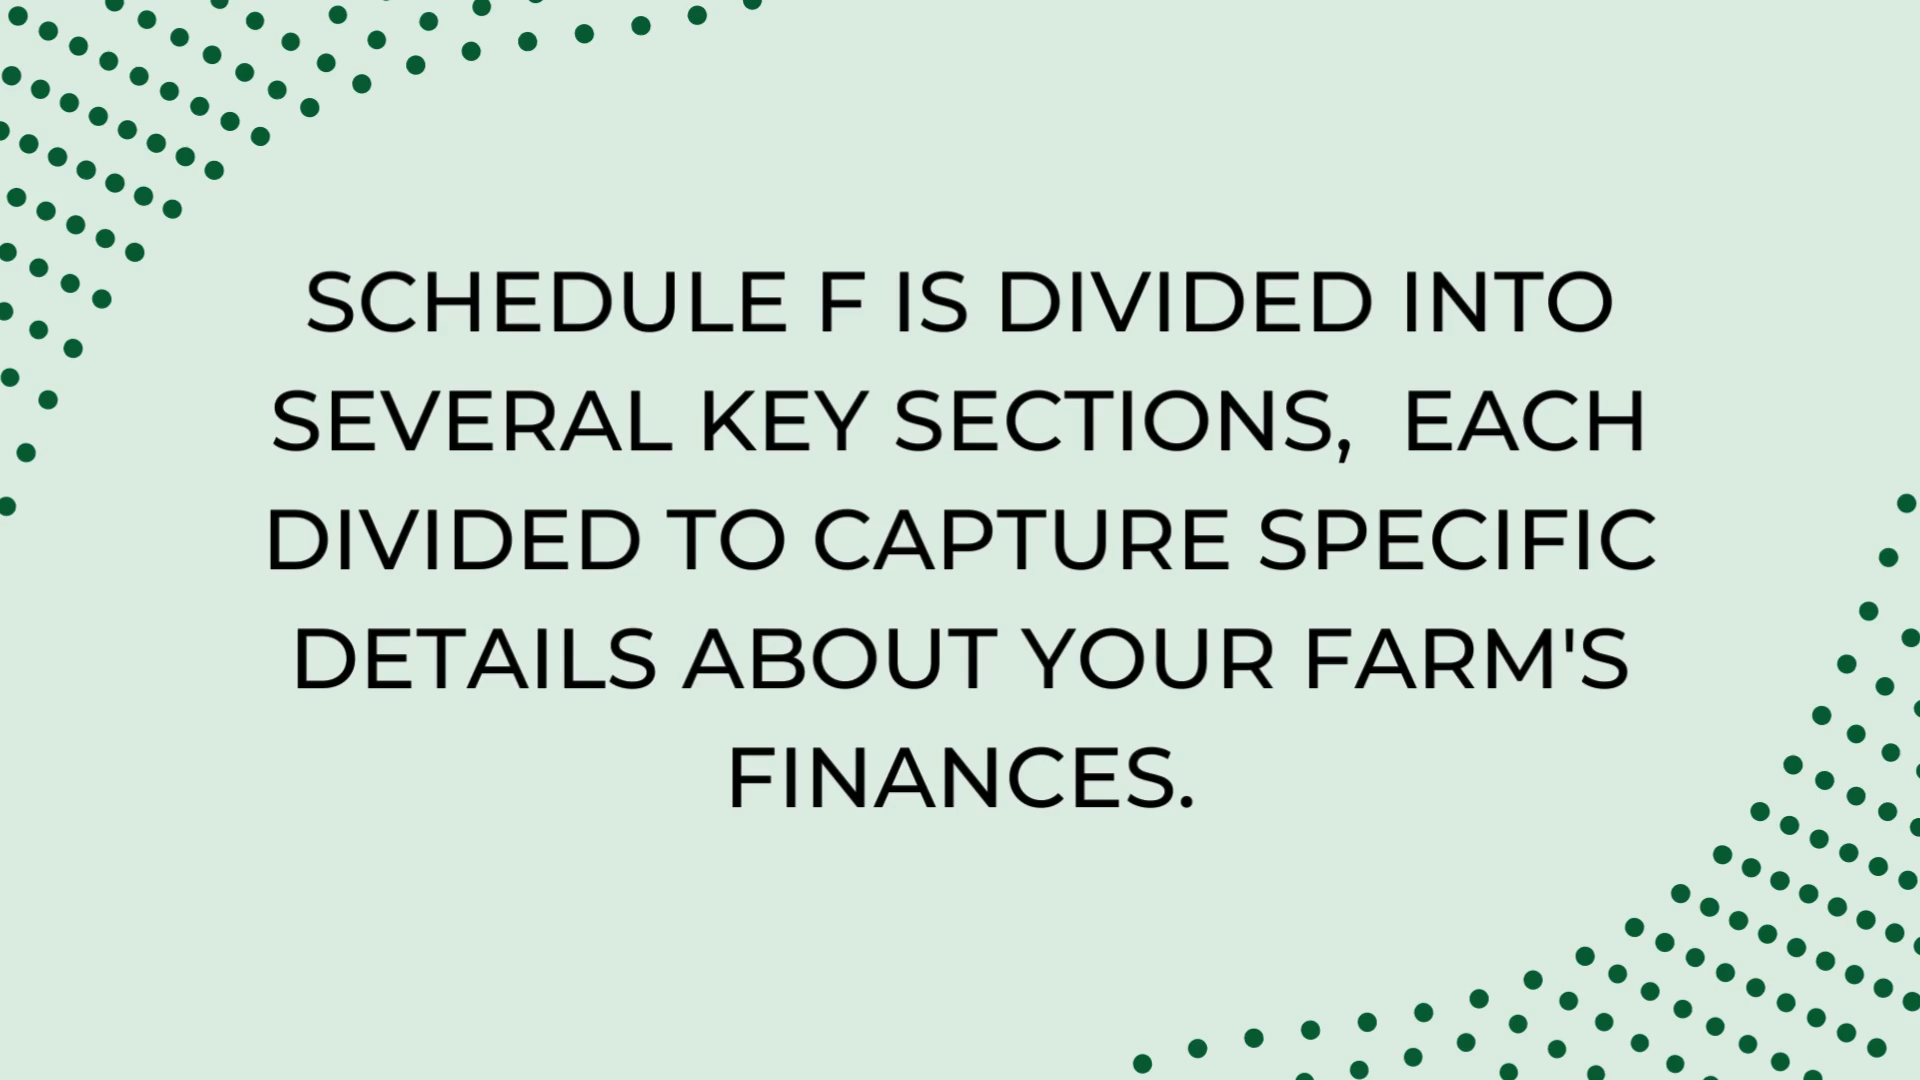 SCHEDULE F IS DIVIDED INTO
SEVERAL KEY SECTIONS,  EACH
DIVIDED TO CAPTURE SPECIFIC
DETAILS ABOUT YOUR FARM'S
FINANCES.